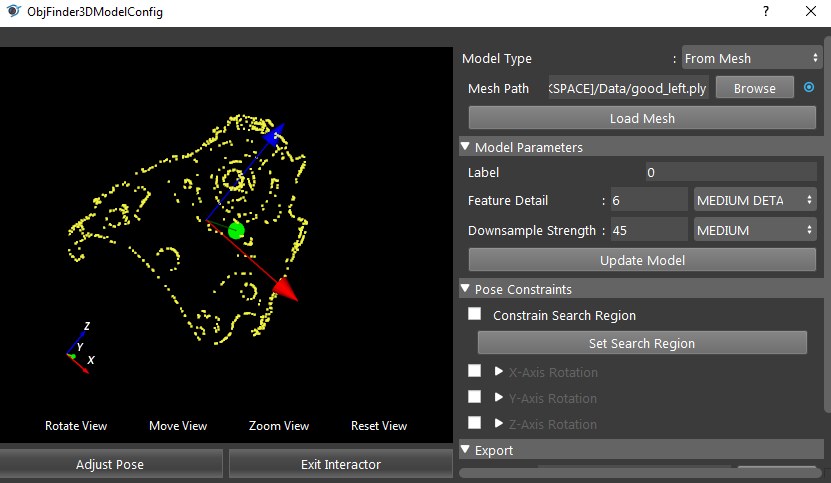 ObjFinder3DModelConfig ? ×
Model Type : From Mesh
Mesh Path KSPACE]/Data/good_left.ply Browse
Load Mesh
Model Parameters
Label 0
Feature Detail : 6 MEDIUM DETA
Downsample Strength : 45 MEDIUM
Update Model
Pose Constraints
Constrain Search Region
Set Search Region
X-Axis Rotation
Y-Axis Rotation
Z-Axis Rotation
Export
Z
Y
X
Rotate View Move View Zoom View Reset View
Adjust Pose Exit Interactor